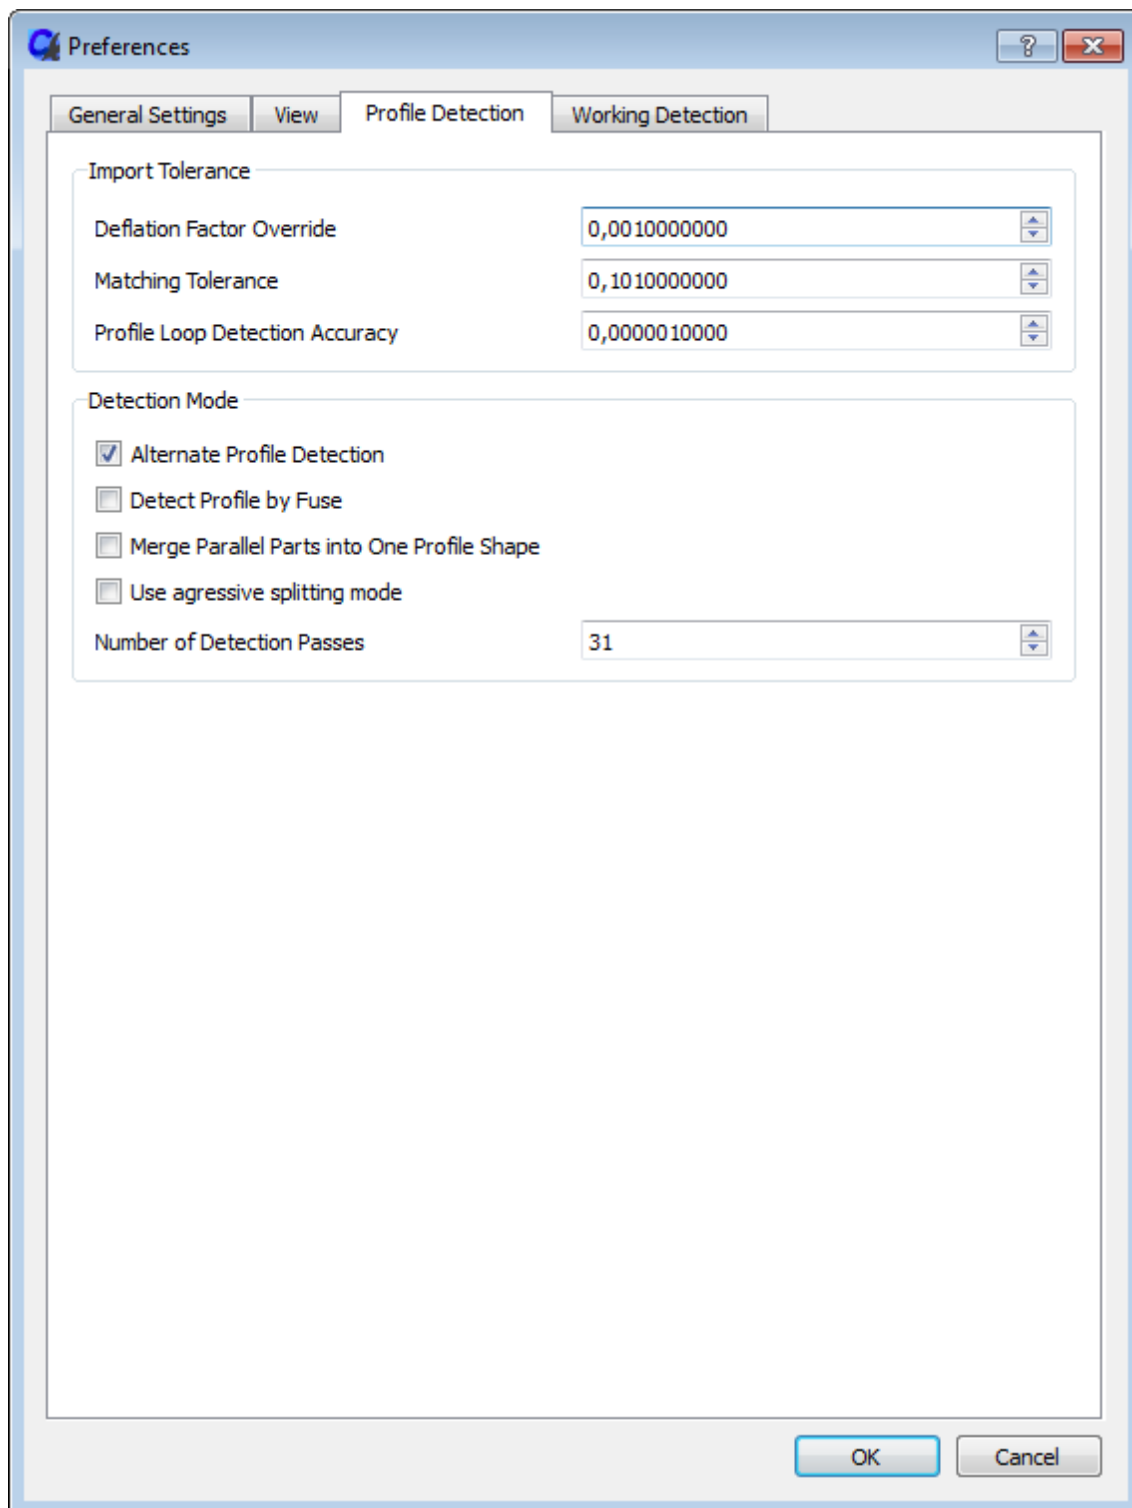 Preferences
General Settings View Profile Detection Working Detection
Import Tolerance
Deflation Factor Override 0,0010000000
Matching Tolerance 0,1010000000
Profile Loop Detection Accuracy 0,0000010000
Detection Mode
Alternate Profile Detection
Detect Profile by Fuse
Merge Parallel Parts into One Profile Shape
Use agressive splitting mode
Number of Detection Passes 31
OK Cancel